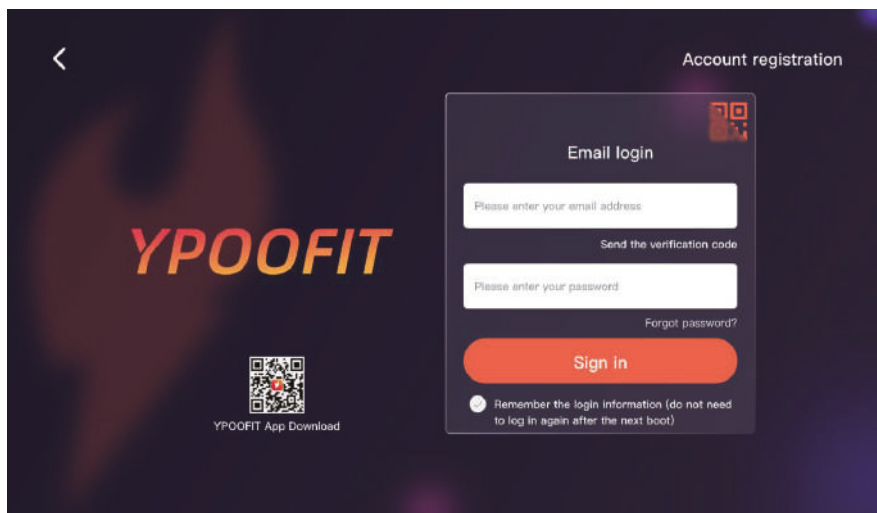 Account registration
Email login
Please enter your email address
Send the verification code
YPOOFIT
Please enter your password
Forgot password?
Sign in
Remember the login information (do not need
to log in again after the next boot)
YPOOFIT App Download